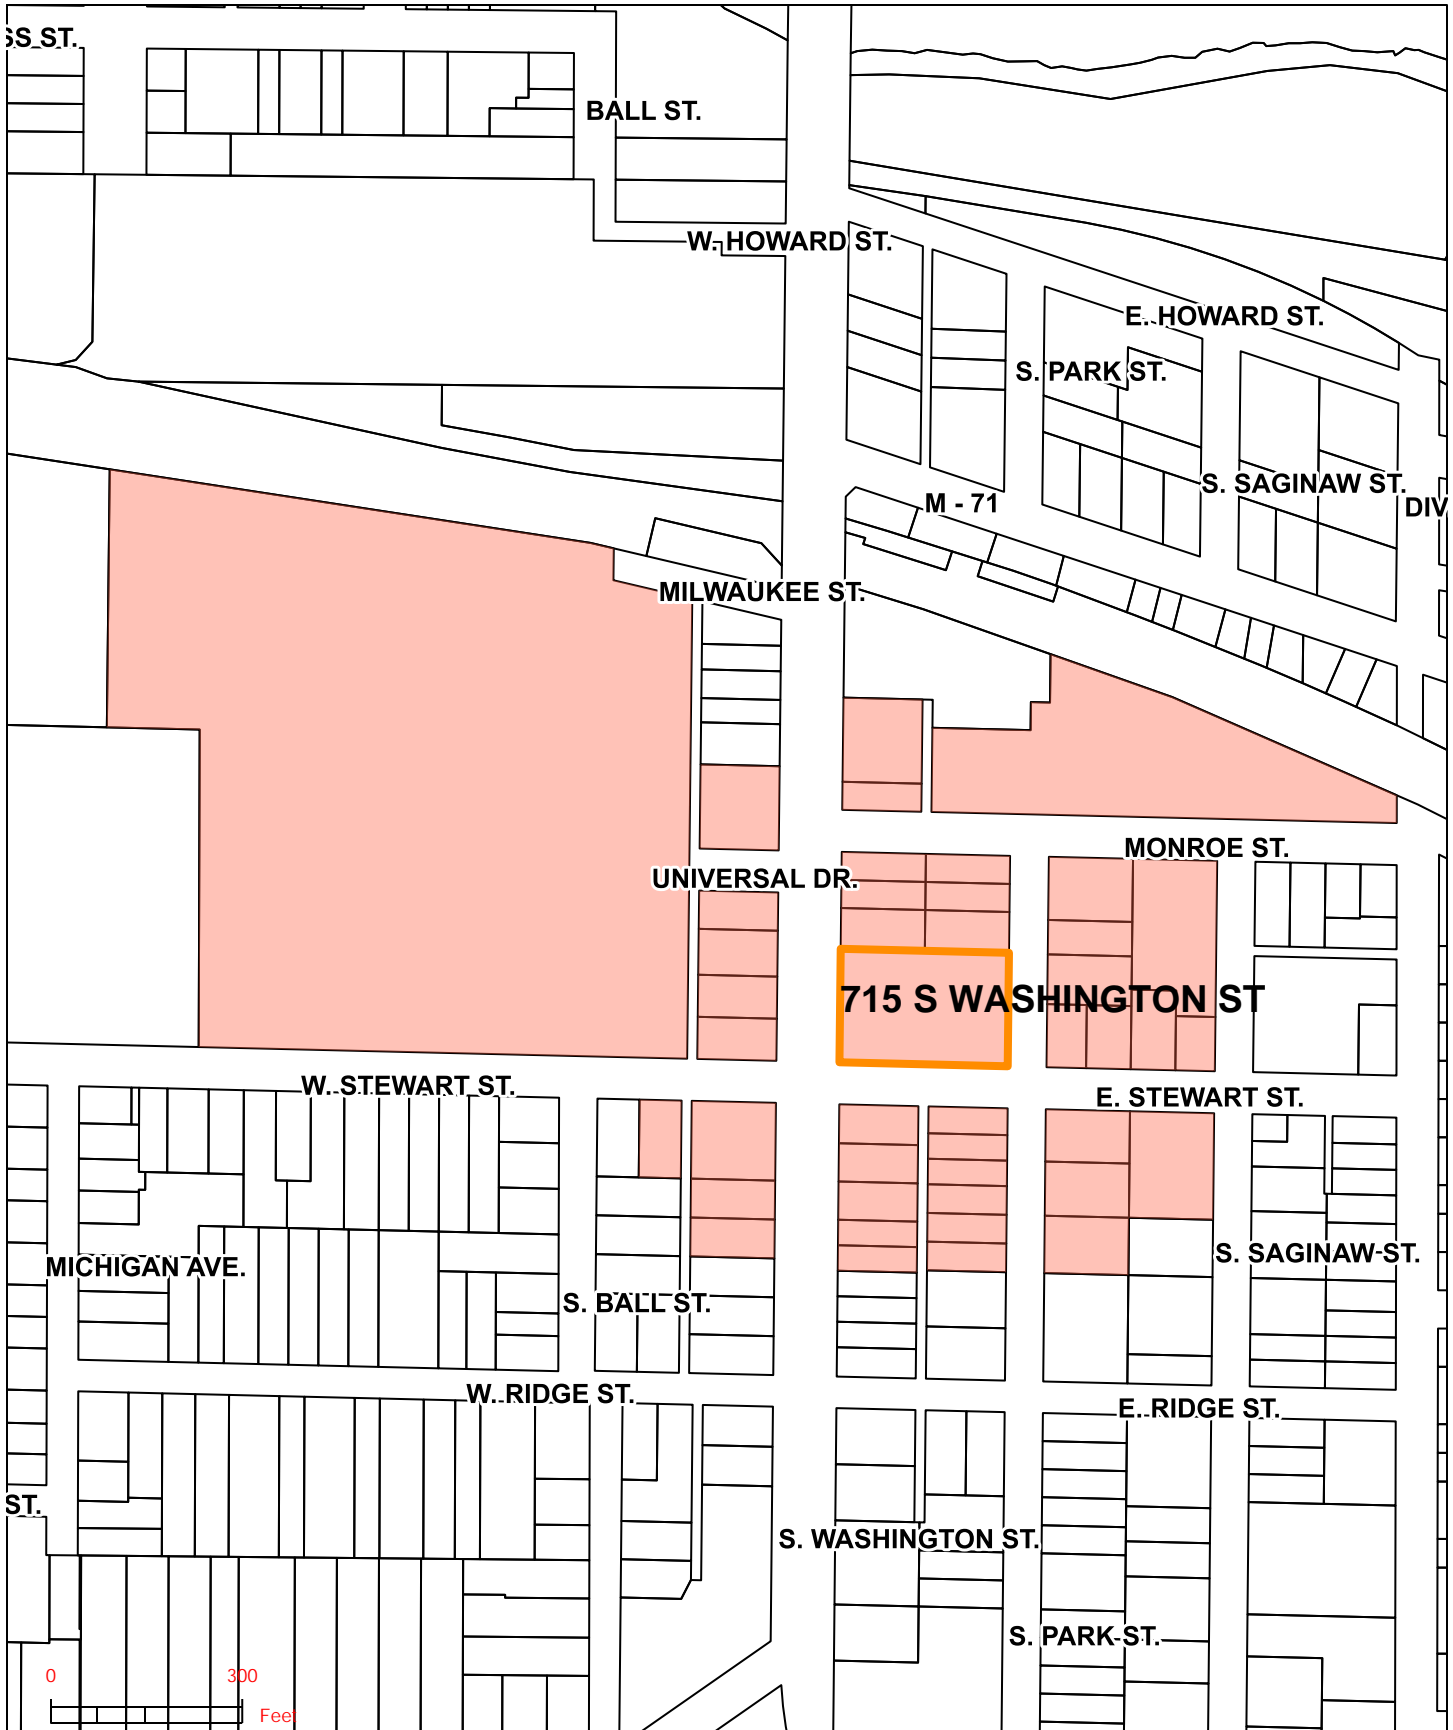 SS ST.
BALL ST.
W. HOWARD ST.
E. HOWARD ST.
S. PARK ST.
S. SAGINAW ST.
M - 71
DIV
MILWAUKEE ST.
MONROE ST.
UNIVERSAL DR.
715 S WASHINGTON ST
W. STEWART ST.
E. STEWART ST.
MICHIGAN AVE.
S. SAGINAW ST.
S. BALL ST.
W. RIDGE ST.
E. RIDGE ST.
ST.
S. WASHINGTON ST.
S. PARK ST.
0 300
Feet